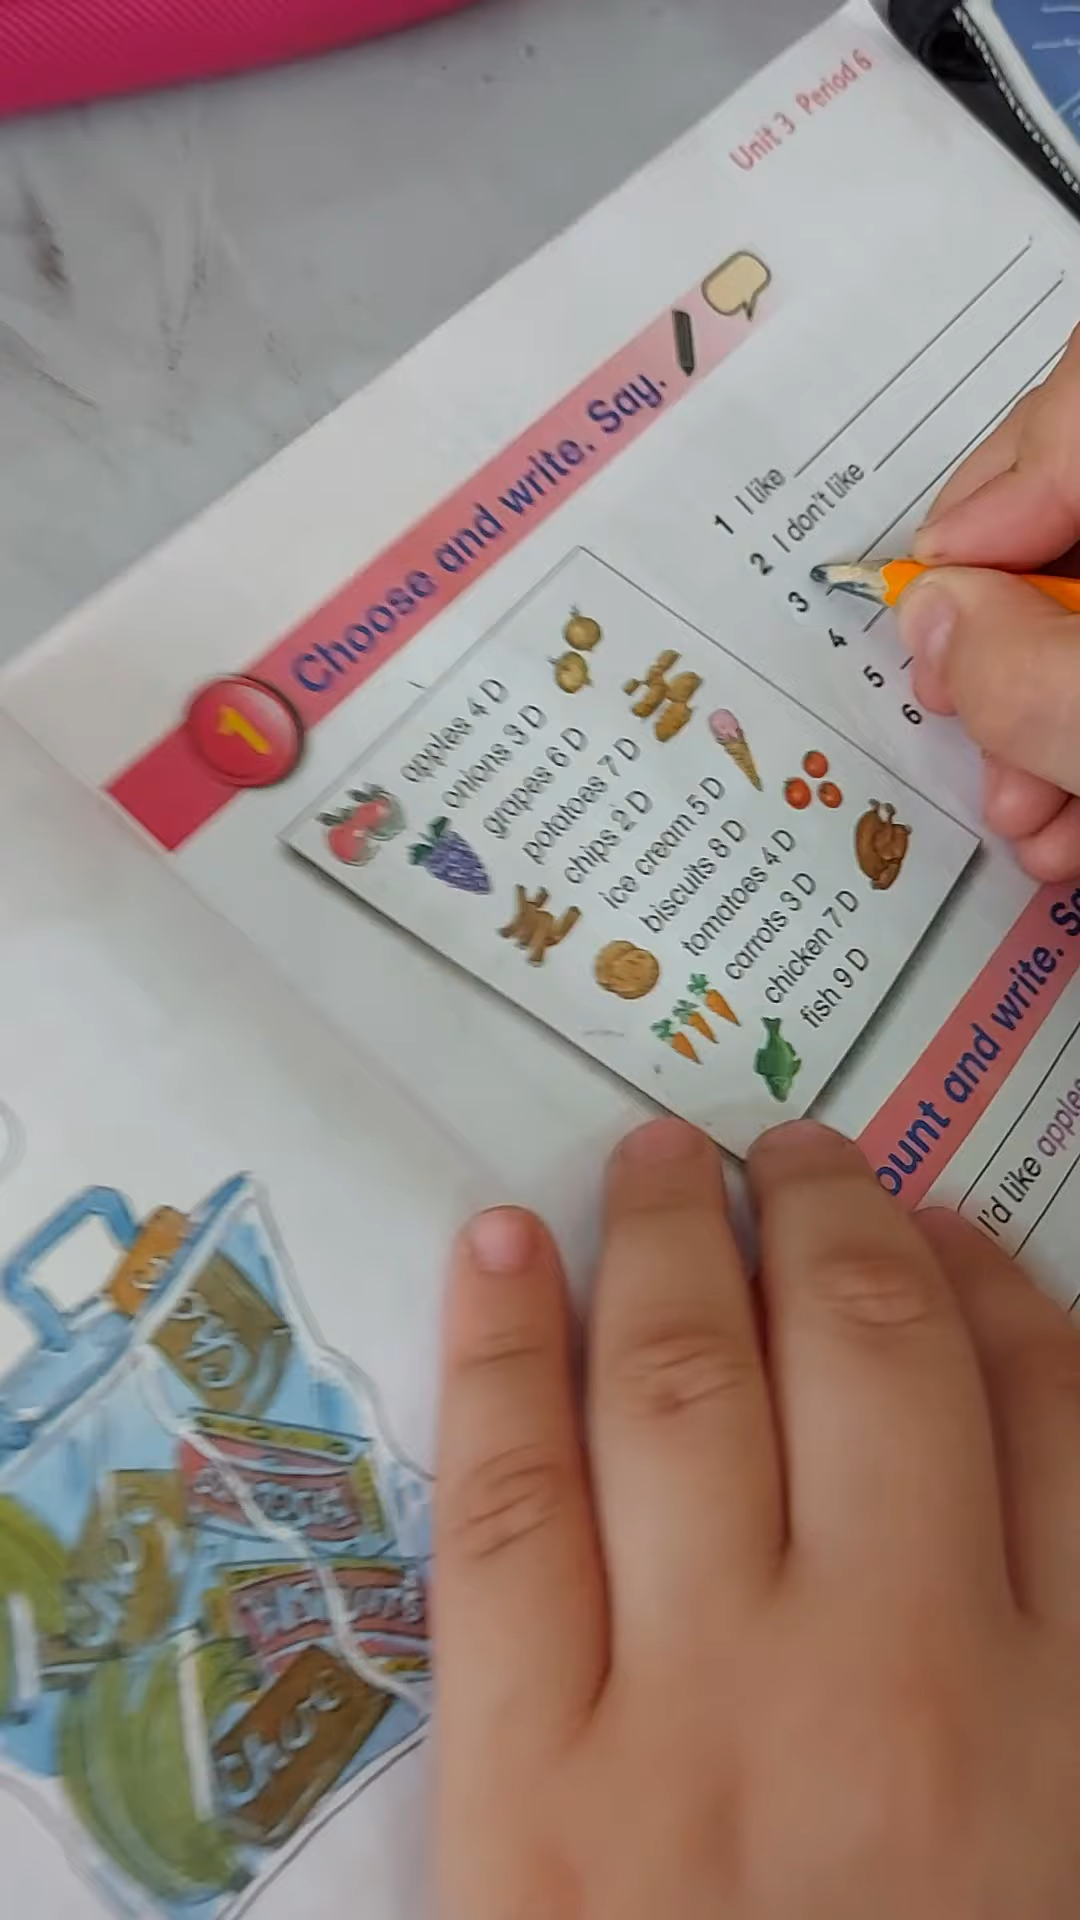 Unit 3 Period 6
1 Choose and write. Say.
apples 4 D
onions 3 D
grapes 6 D
potatoes 7 D
chips 2 D
ice cream 5 D
biscuits 8 D
tomatoes 4 D
carrots 3 D
chicken 7 D
fish 9 D
1 I like
2 I don't like
3
4
5
6
ount and write. Sa
I'd like apples